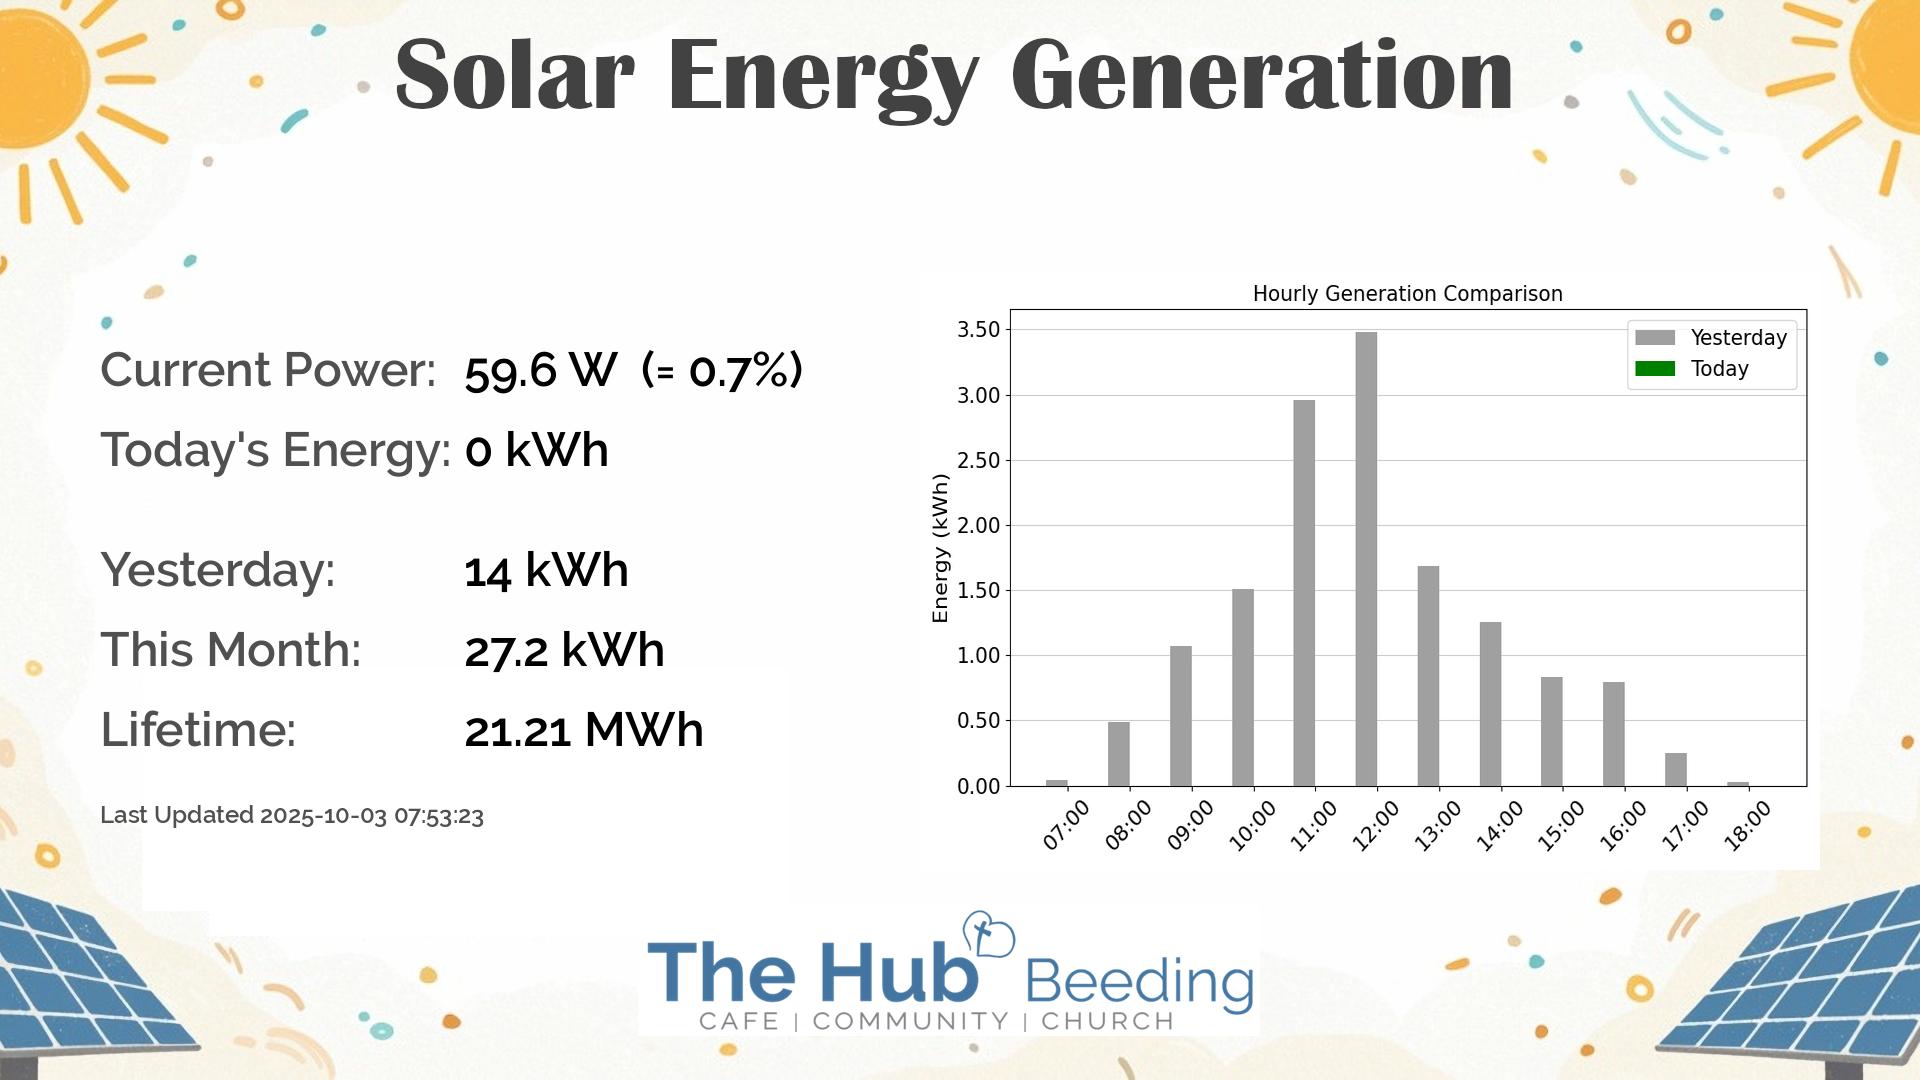 Solar Energy Generation
Current Power: 59.6 W (= 0.7%)
Today's Energy: 0 kWh
Yesterday: 14 kWh
This Month: 27.2 kWh
Lifetime: 21.21 MWh
Last Updated 2025-10-03 07:53:23
Hourly Generation Comparison
Yesterday
Today
Energy (kWh)
3.50
3.00
2.50
2.00
1.50
1.00
0.50
0.00
07:00 08:00 09:00 10:00 11:00 12:00 13:00 14:00 15:00 16:00 17:00 18:00
The Hub Beeding
CAFE | COMMUNITY | CHURCH